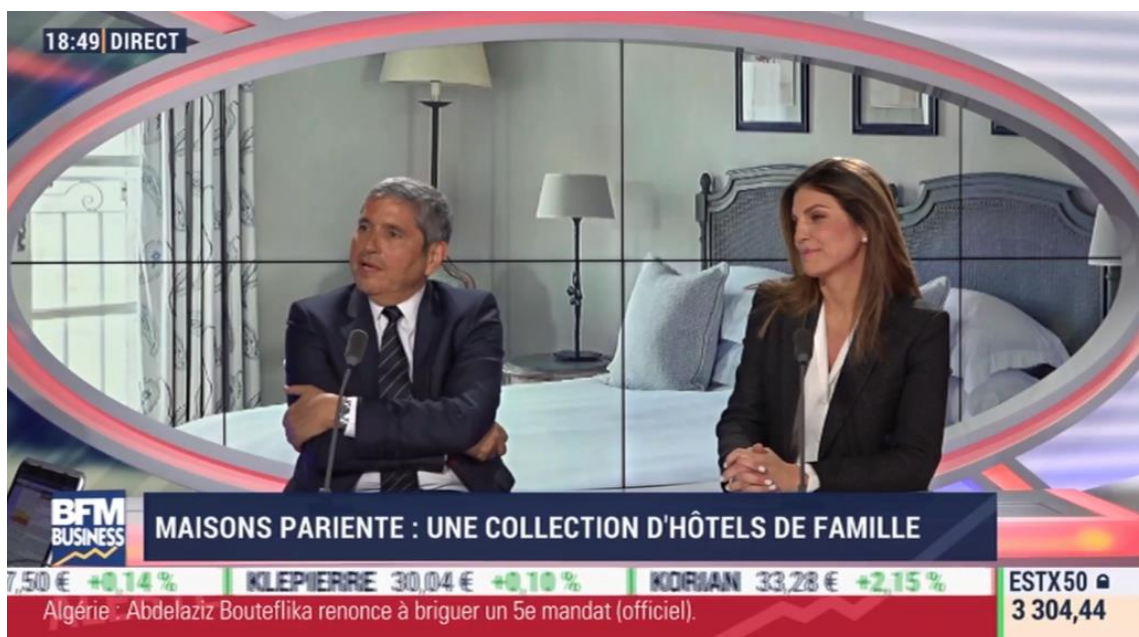 18:49 DIRECT
BFM
BUSINESS
MAISONS PARIENTE : UNE COLLECTION D'HÔTELS DE FAMILLE
7,50 € +0,14 % KLEPIERRE 30,04 € +0,10 % KORIAN 33,28 € +2,15 %
ESTX50
3 304,44
Algérie : Abdelaziz Bouteflika renonce à briguer un 5e mandat (officiel).